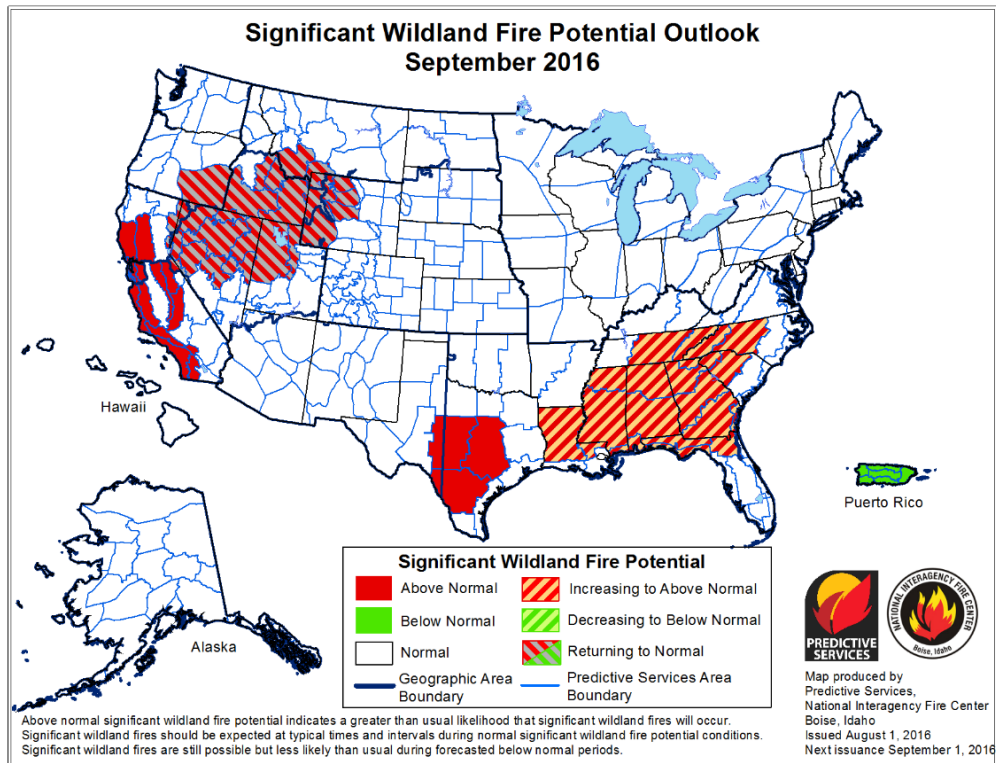 Significant Wildland Fire Potential Outlook
September 2016
Hawaii
Puerto Rico
Alaska
Significant Wildland Fire Potential
Above Normal
Increasing to Above Normal
Below Normal
Decreasing to Below Normal
Normal
Returning to Normal
Geographic Area
Boundary
Predictive Services Area
Boundary
PREDICTIVE
SERVICES
NATIONAL INTERAGENCY FIRE CENTER
Boise, Idaho
Map produced by
Predictive Services,
National Interagency Fire Center
Boise, Idaho
Issued August 1, 2016
Next issuance September 1, 2016
Above normal significant wildland fire potential indicates a greater than usual likelihood that significant wildland fires will occur.
Significant wildland fires should be expected at typical times and intervals during normal significant wildland fire potential conditions.
Significant wildland fires are still possible but less likely than usual during forecasted below normal periods.